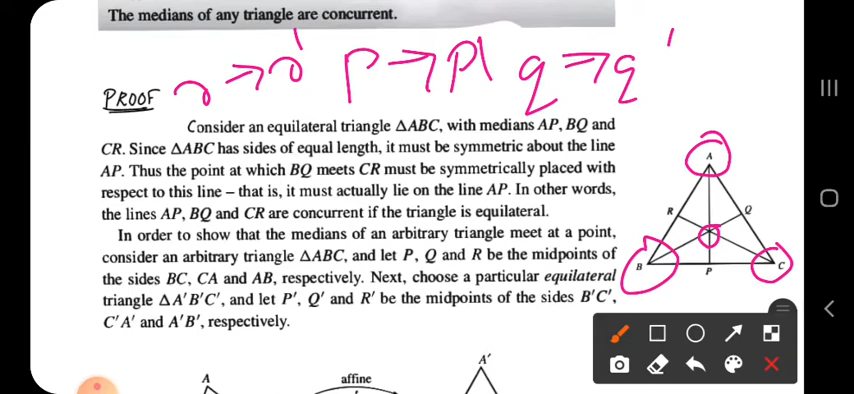 The medians of any triangle are concurrent.
r → r' p → p' q → q'
PROOF
Consider an equilateral triangle ΔABC, with medians AP, BQ and
CR. Since ΔABC has sides of equal length, it must be symmetric about the line
AP. Thus the point at which BQ meets CR must be symmetrically placed with
respect to this line – that is, it must actually lie on the line AP. In other words,
the lines AP, BQ and CR are concurrent if the triangle is equilateral.
In order to show that the medians of an arbitrary triangle meet at a point,
consider an arbitrary triangle ΔABC, and let P, Q and R be the midpoints of
the sides BC, CA and AB, respectively. Next, choose a particular equilateral
triangle ΔA'B'C', and let P', Q' and R' be the midpoints of the sides B'C',
C'A' and A'B', respectively.
A
R
Q
B
P
C
A
affine
A'